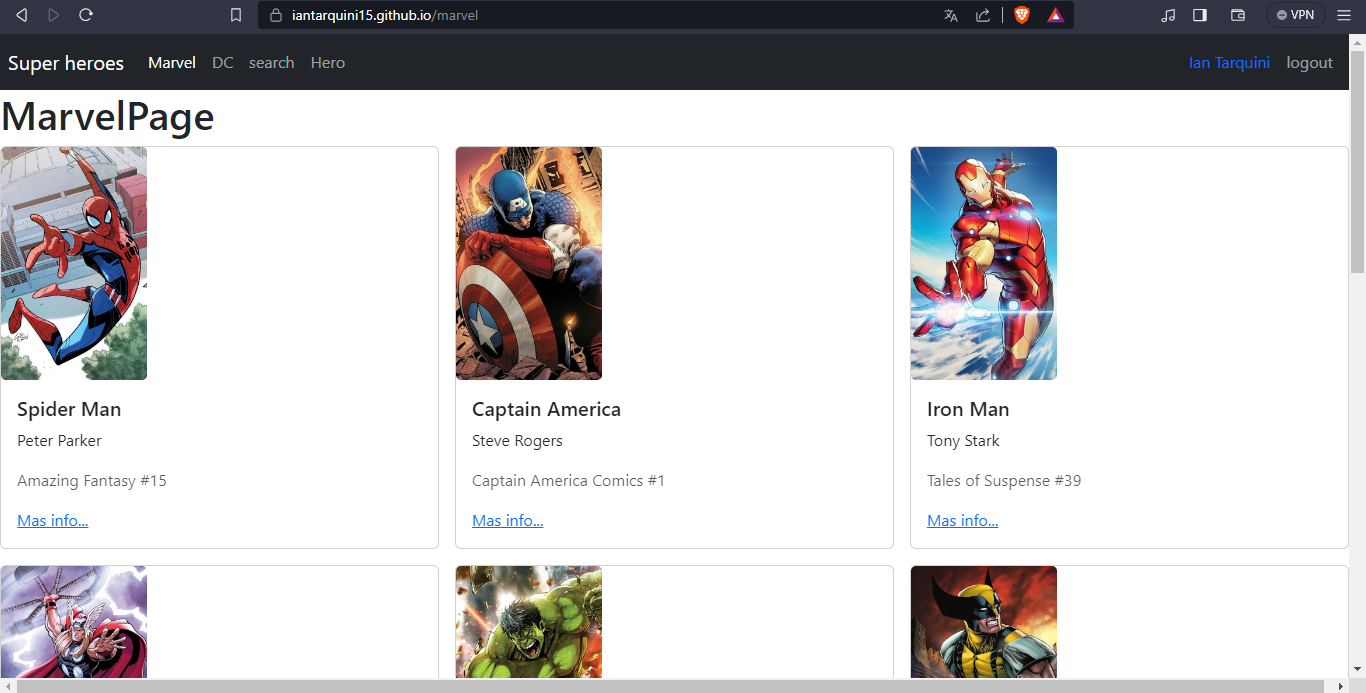 iantarquini15.github.io/marvel
VPN
Super heroes Marvel DC search Hero Ian Tarquini logout
MarvelPage
Spider Man
Peter Parker
Amazing Fantasy #15
Mas info...
Captain America
Steve Rogers
Captain America Comics #1
Mas info...
Iron Man
Tony Stark
Tales of Suspense #39
Mas info...